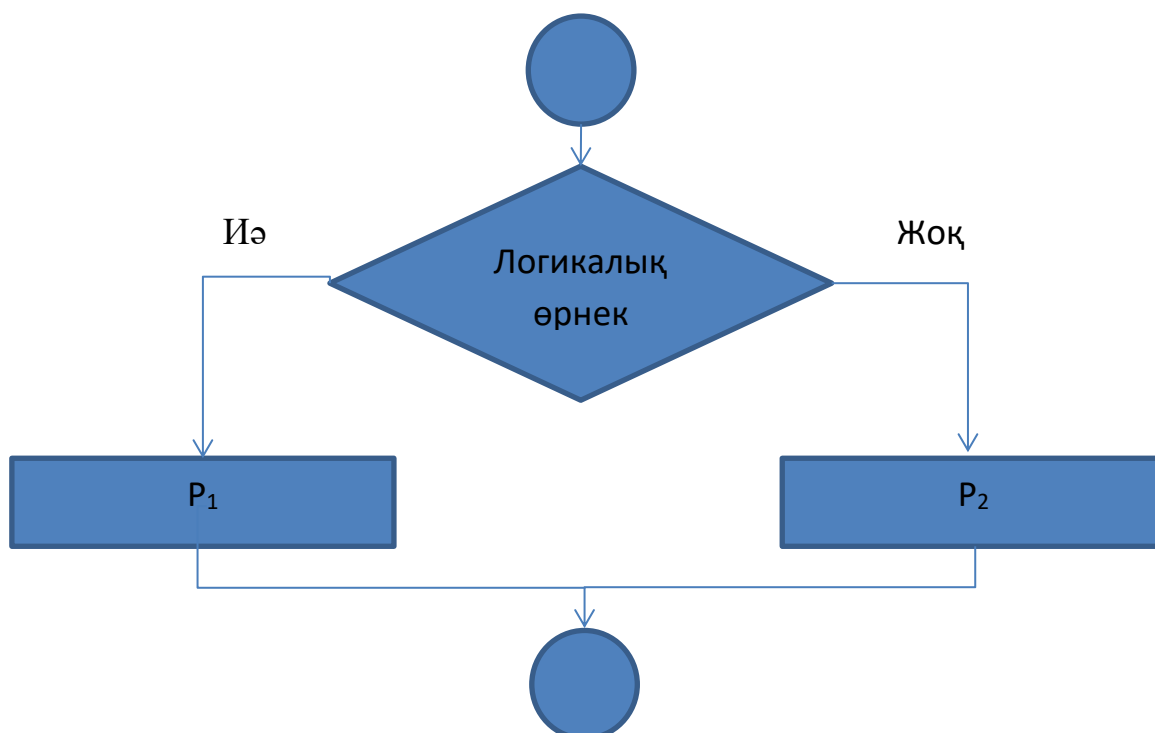 Иә
Жоқ
Логикалық
өрнек
P₁
P₂